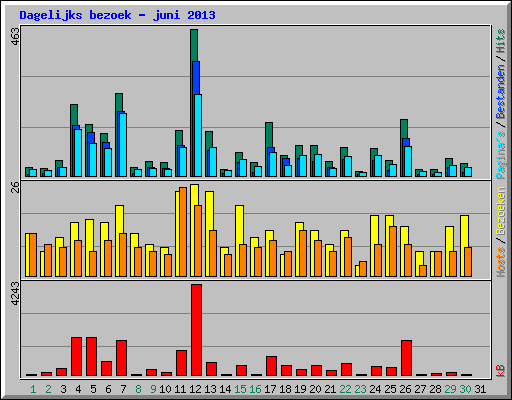 Dagelijks bezoek - juni 2013
463
26
4243
Pagina's / Bestanden / Hits
Hosts / Bezoeken
kB
1 2 3 4 5 6 7 8 9 10 11 12 13 14 15 16 17 18 19 20 21 22 23 24 25 26 27 28 29 30 31